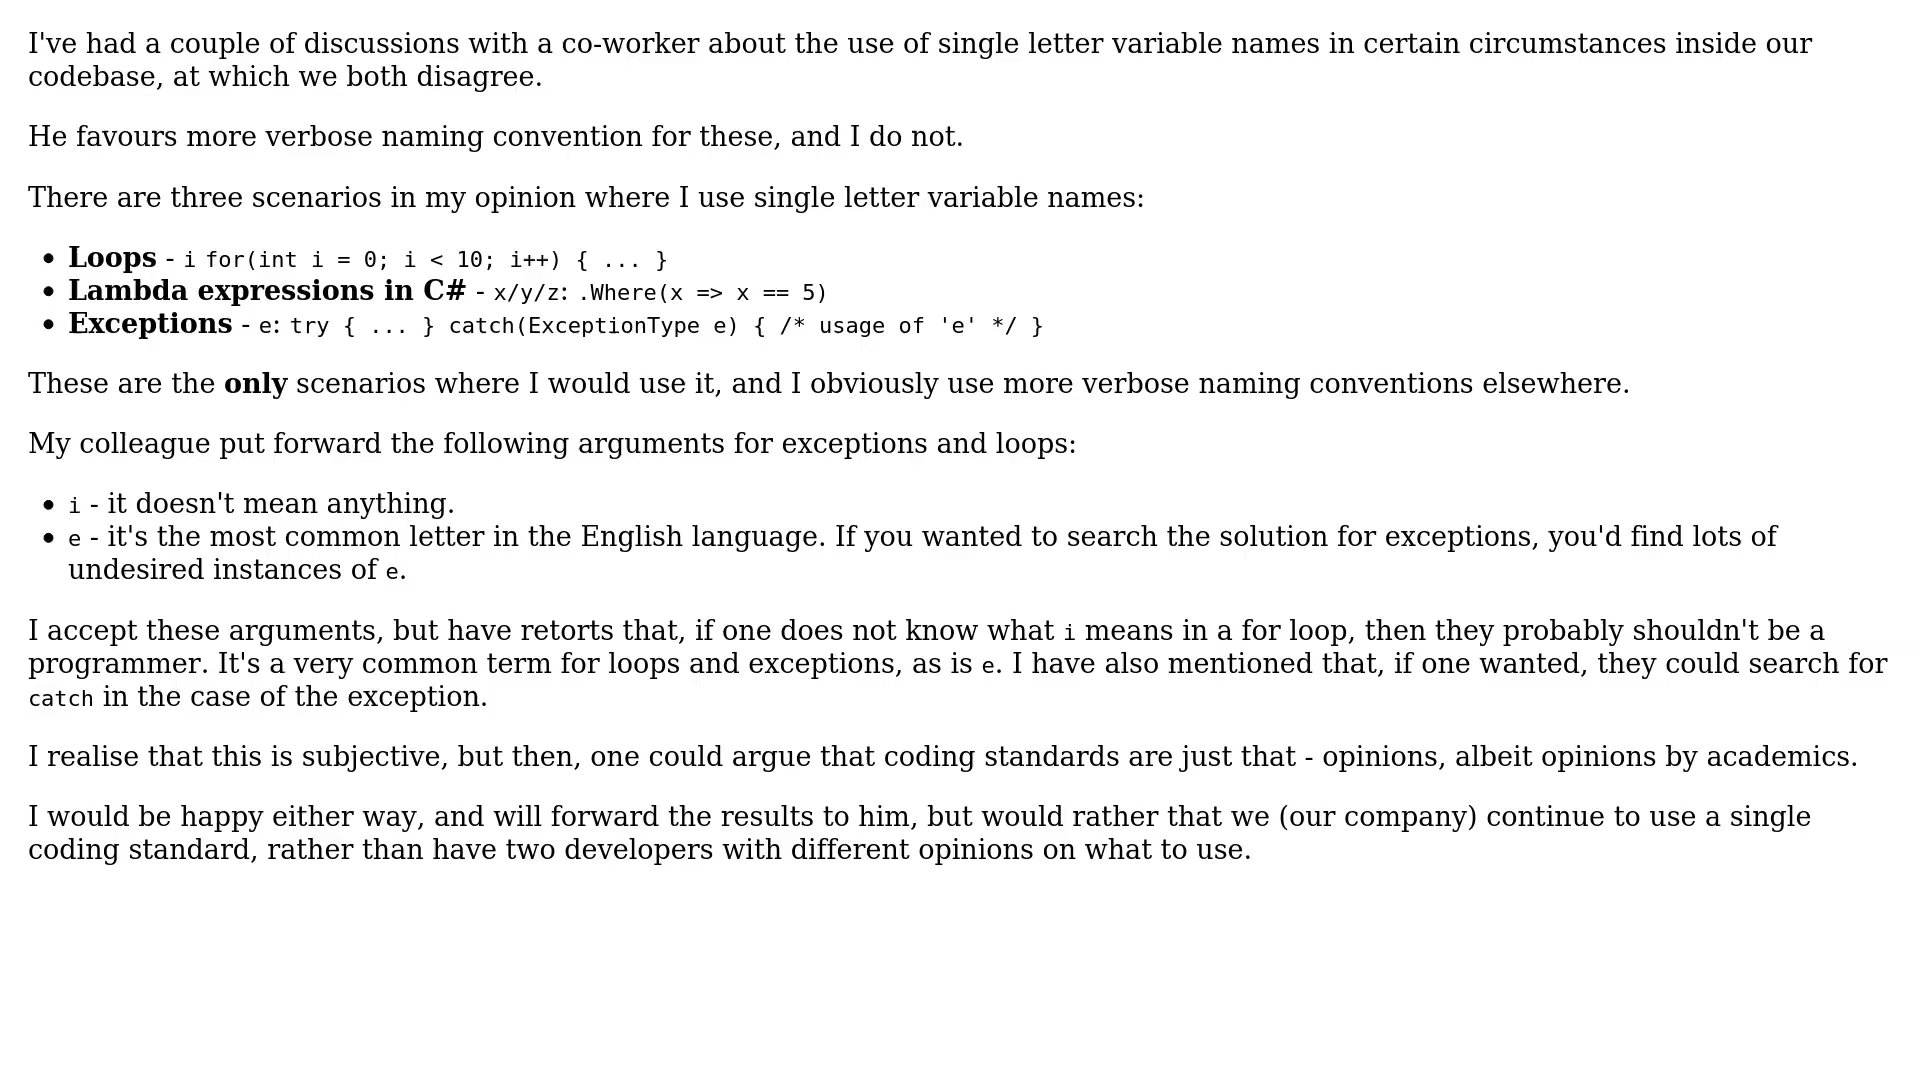 I've had a couple of discussions with a co-worker about the use of single letter variable names in certain circumstances inside our
codebase, at which we both disagree.
He favours more verbose naming convention for these, and I do not.
There are three scenarios in my opinion where I use single letter variable names:
• Loops - i for(int i = 0; i < 10; i++) { ... }
• Lambda expressions in C# - x/y/z: .Where(x => x == 5)
• Exceptions - e: try { ... } catch(ExceptionType e) { /* usage of 'e' */ }
These are the only scenarios where I would use it, and I obviously use more verbose naming conventions elsewhere.
My colleague put forward the following arguments for exceptions and loops:
• i - it doesn't mean anything.
• e - it's the most common letter in the English language. If you wanted to search the solution for exceptions, you'd find lots of
undesired instances of e.
I accept these arguments, but have retorts that, if one does not know what i means in a for loop, then they probably shouldn't be a
programmer. It's a very common term for loops and exceptions, as is e. I have also mentioned that, if one wanted, they could search for
catch in the case of the exception.
I realise that this is subjective, but then, one could argue that coding standards are just that - opinions, albeit opinions by academics.
I would be happy either way, and will forward the results to him, but would rather that we (our company) continue to use a single
coding standard, rather than have two developers with different opinions on what to use.